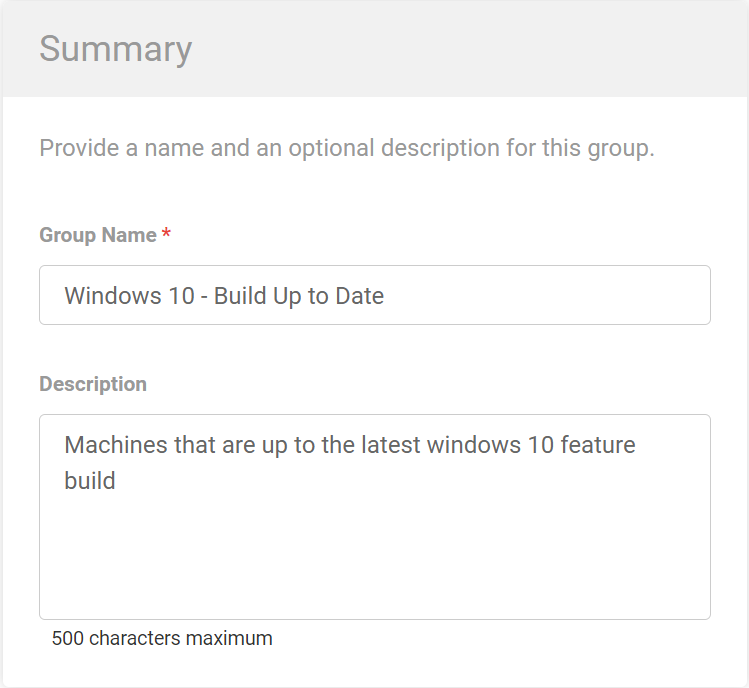 Summary
Provide a name and an optional description for this group.
Group Name *
Windows 10 - Build Up to Date
Description
Machines that are up to the latest windows 10 feature
build
500 characters maximum